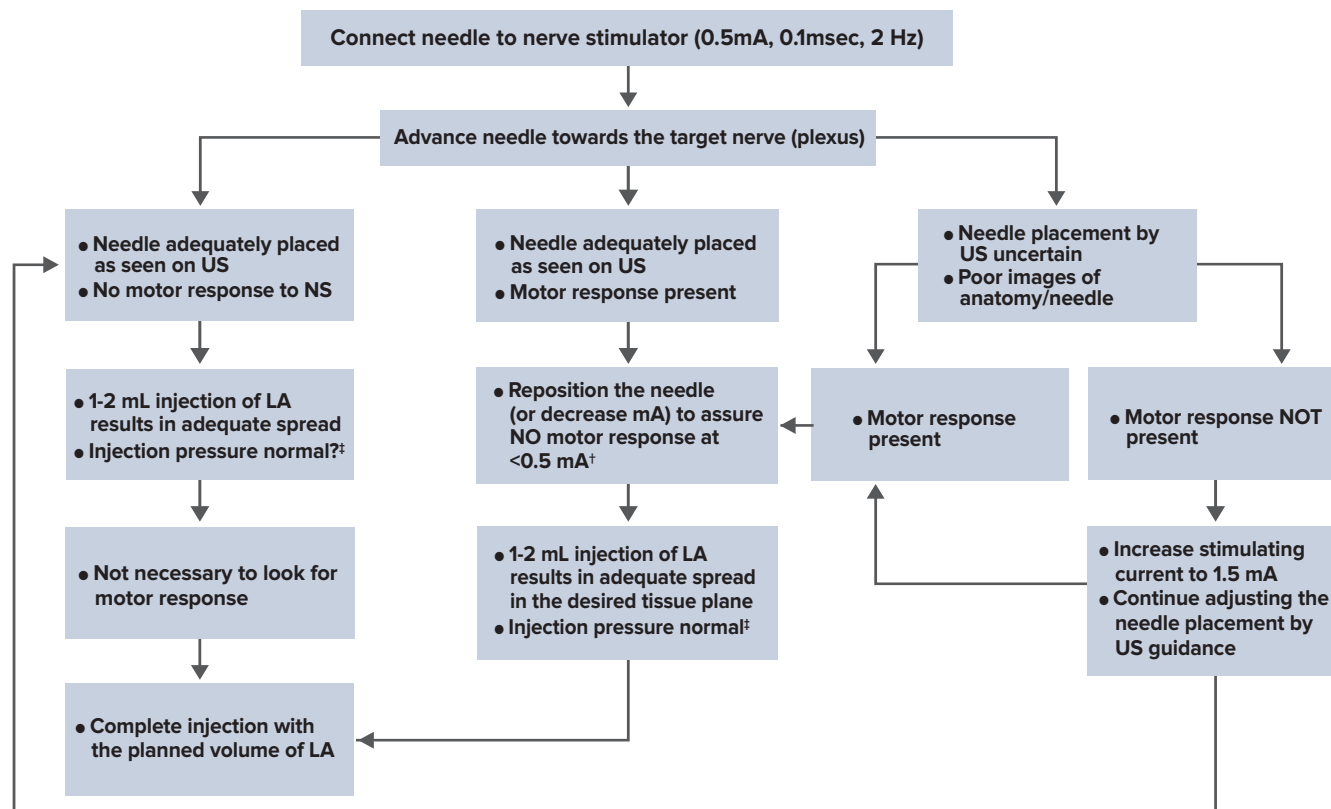 Connect needle to nerve stimulator (0.5mA, 0.1msec, 2 Hz)
Advance needle towards the target nerve (plexus)
● Needle adequately placed
as seen on US
● No motor response to NS
● Needle adequately placed
as seen on US
● Motor response present
● Needle placement by
US uncertain
● Poor images of
anatomy/needle
● 1-2 mL injection of LA
results in adequate spread
● Injection pressure normal?‡
● Reposition the needle
(or decrease mA) to assure
NO motor response at
<0.5 mA†
● Motor response
present
● Motor response NOT
present
● Not necessary to look for
motor response
● 1-2 mL injection of LA
results in adequate spread
in the desired tissue plane
● Injection pressure normal‡
● Increase stimulating
current to 1.5 mA
● Continue adjusting the
needle placement by
US guidance
● Complete injection with
the planned volume of LA